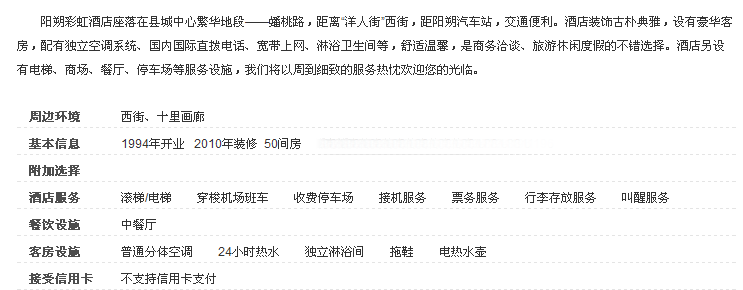 阳朔彩虹酒店座落在县城中心繁华地段——蟠桃路，距离“洋人街”西街，距阳朔汽车站，交通便利。酒店装饰古朴典雅，设有豪华客
房，配有独立空调系统、国内国际直拨电话、宽带上网、淋浴卫生间等，舒适温馨，是商务洽谈、旅游休闲度假的不错选择。酒店另设
有电梯、商场、餐厅、停车场等服务设施，我们将以周到细致的服务热忱欢迎您的光临。
周边环境 西街、十里画廊
基本信息 1994年开业 2010年装修 50间房
附加选择
酒店服务 滚梯/电梯 穿梭机场班车 收费停车场 接机服务 票务服务 行李存放服务 叫醒服务
餐饮设施 中餐厅
客房设施 普通分体空调 24小时热水 独立淋浴间 拖鞋 电热水壶
接受信用卡 不支持信用卡支付